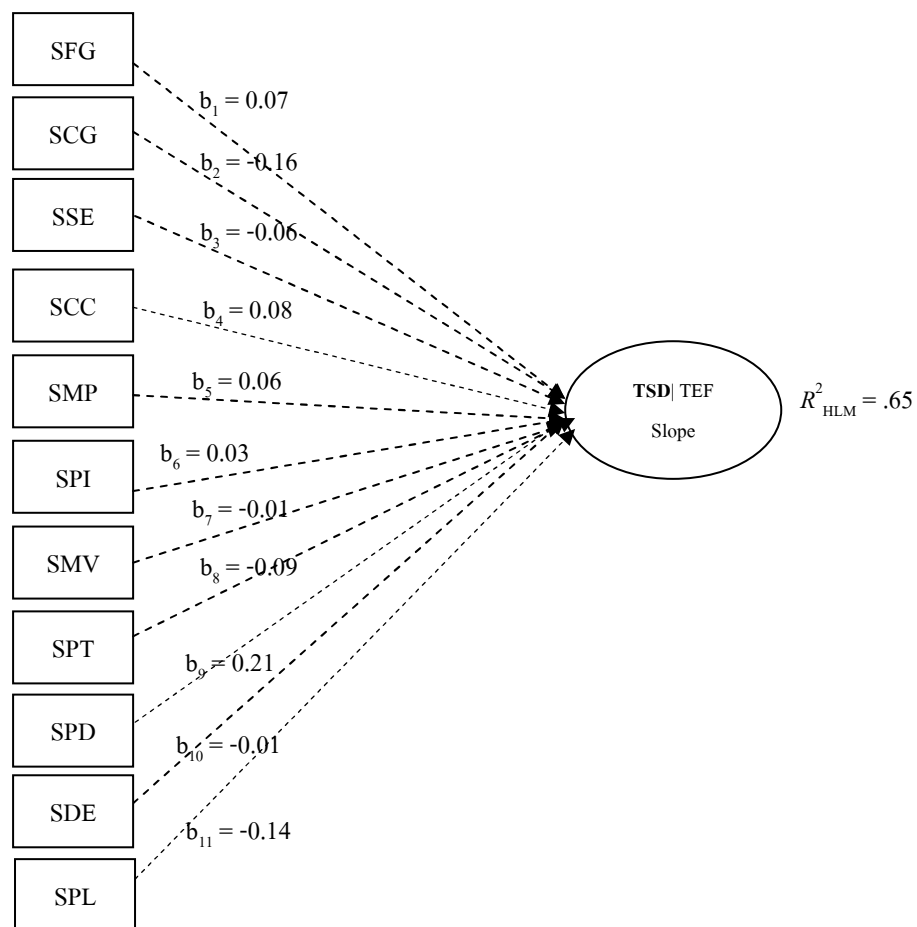 SFG
b₁ = 0.07
SCG
b₂ = -0.16
SSE
b₃ = -0.06
SCC
b₄ = 0.08
SMP
b₅ = 0.06
TSD| TEF
Slope
R²HLM = .65
SPI
b₆ = 0.03
SMV
b₇ = -0.01
SPT
b₈ = -0.09
SPD
b₉ = 0.21
SDE
b₁₀ = -0.01
SPL
b₁₁ = -0.14